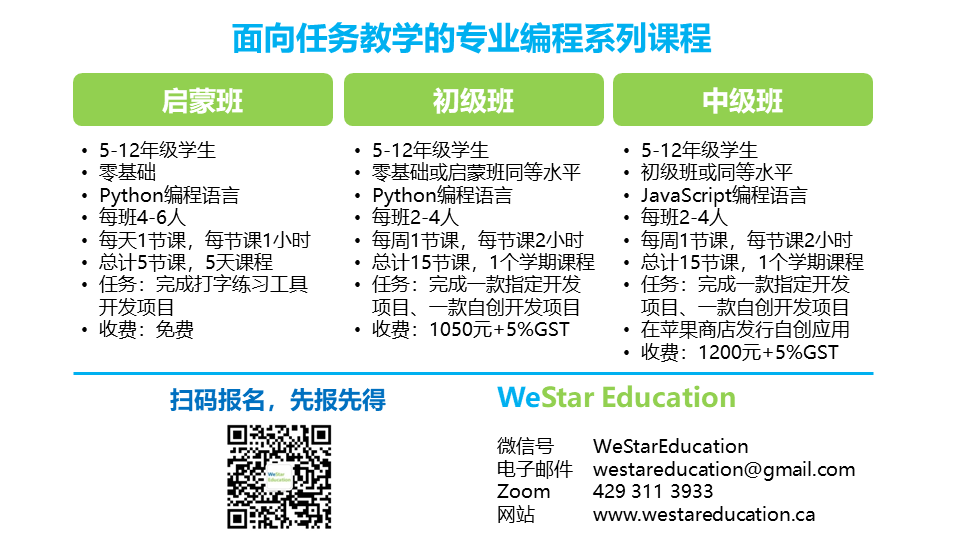 面向任务教学的专业编程系列课程
启蒙班
• 5-12年级学生
• 零基础
• Python编程语言
• 每班4-6人
• 每天1节课，每节课1小时
• 总计5节课，5天课程
• 任务：完成打字练习工具
开发项目
• 收费：免费
初级班
• 5-12年级学生
• 零基础或启蒙班同等水平
• Python编程语言
• 每班2-4人
• 每周1节课，每节课2小时
• 总计15节课，1个学期课程
• 任务：完成一款指定开发
项目、一款自创开发项目
• 收费：1050元+5%GST
中级班
• 5-12年级学生
• 初级班或同等水平
• JavaScript编程语言
• 每班2-4人
• 每周1节课，每节课2小时
• 总计15节课，1个学期课程
• 任务：完成一款指定开发
项目、一款自创开发项目
• 在苹果商店发行自创应用
• 收费：1200元+5%GST
扫码报名，先报先得
WeStar
Education
WeStar Education
微信号 WeStarEducation
电子邮件 westareducation@gmail.com
Zoom 429 311 3933
网站 www.westareducation.ca